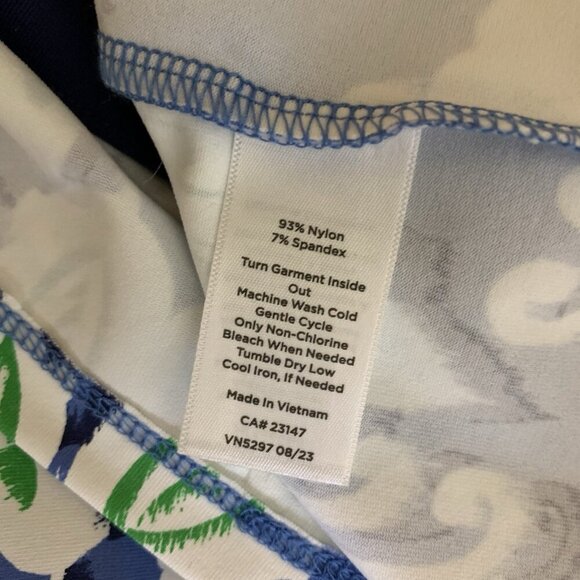 93% Nylon
7% Spandex
Turn Garment Inside
Out
Machine Wash Cold
Gentle Cycle
Only Non-Chlorine
Bleach When Needed
Tumble Dry Low
Cool Iron, If Needed
Made In Vietnam
CA# 23147
VN5297 08/23